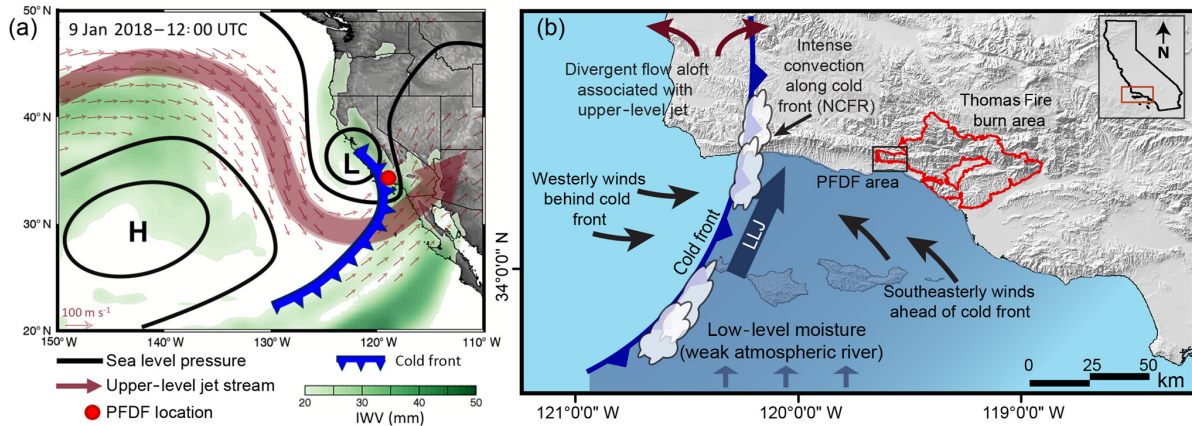 (a)
9 Jan 2018–12:00 UTC
50° N
40° N
30° N
20° N
H
L
100 m s⁻¹
150° W
140° W
130° W
120° W
110° W
Sea level pressure
Upper-level jet stream
PFDF location
Cold front
20
30
40
50
IWV (mm)
(b)
Divergent flow aloft
associated with
upper-level jet
Intense
convection
along cold
front (NCFR)
Thomas Fire
burn area
N
PFDF area
Westerly winds
behind cold
front
Cold front
LLJ
Southeasterly winds
ahead of cold front
Low-level moisture
(weak atmospheric river)
34°0'0" N
0
25
50
km
121°0'0" W
120°0'0" W
119°0'0" W